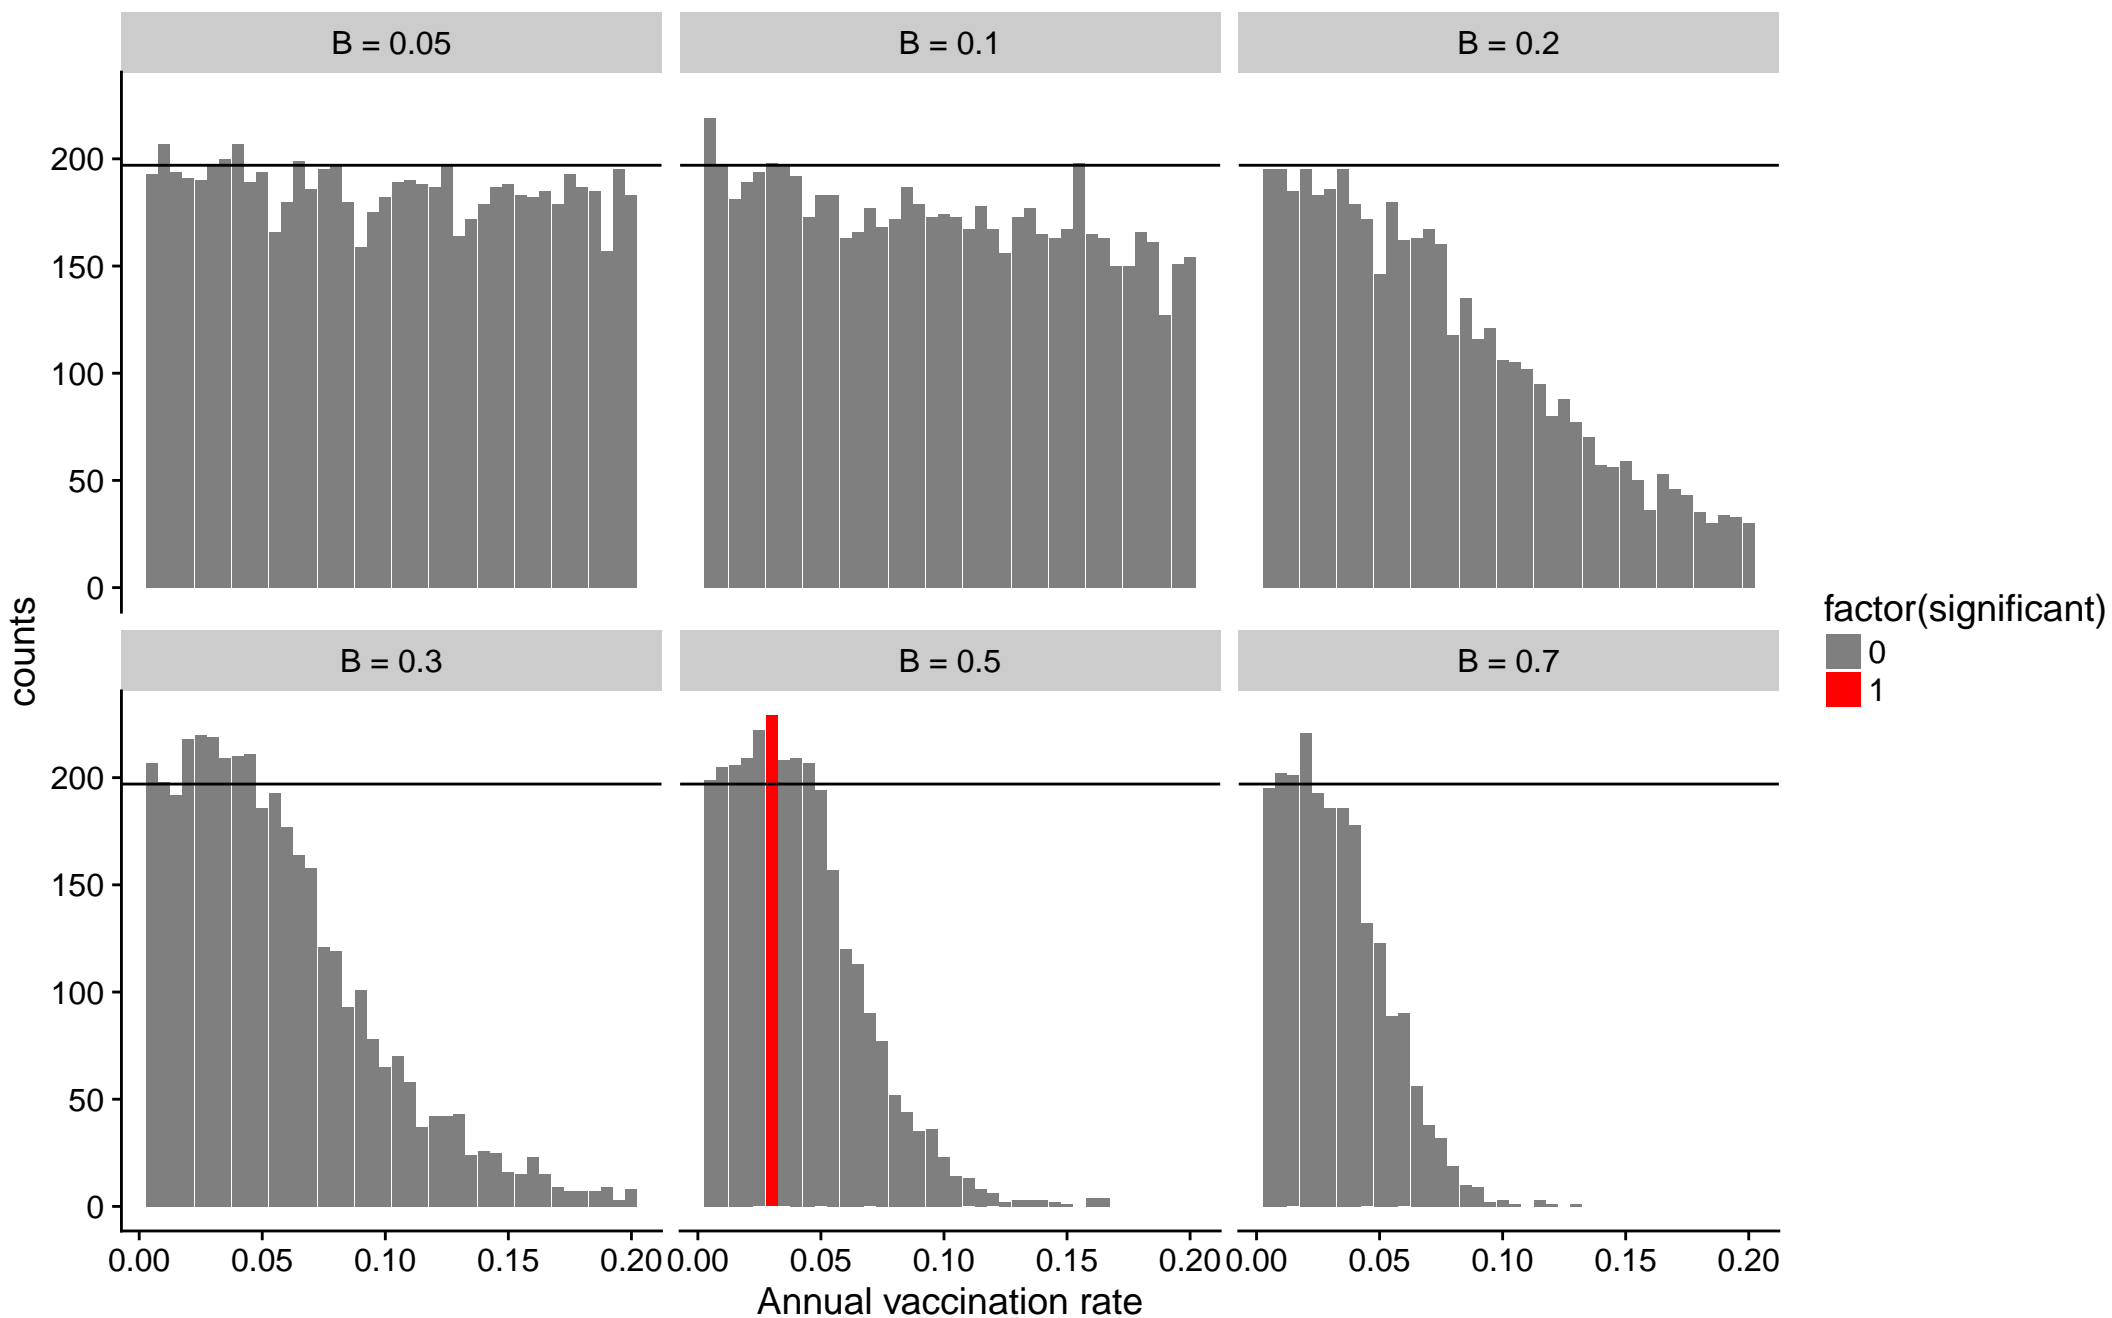 B = 0.05
B = 0.1
B = 0.2
200
150
100
50
0
counts
B = 0.3
B = 0.5
B = 0.7
200
150
100
50
0
0.00 0.05 0.10 0.15 0.20
0.00 0.05 0.10 0.15 0.20
0.00 0.05 0.10 0.15 0.20
Annual vaccination rate
factor(significant)
0
1